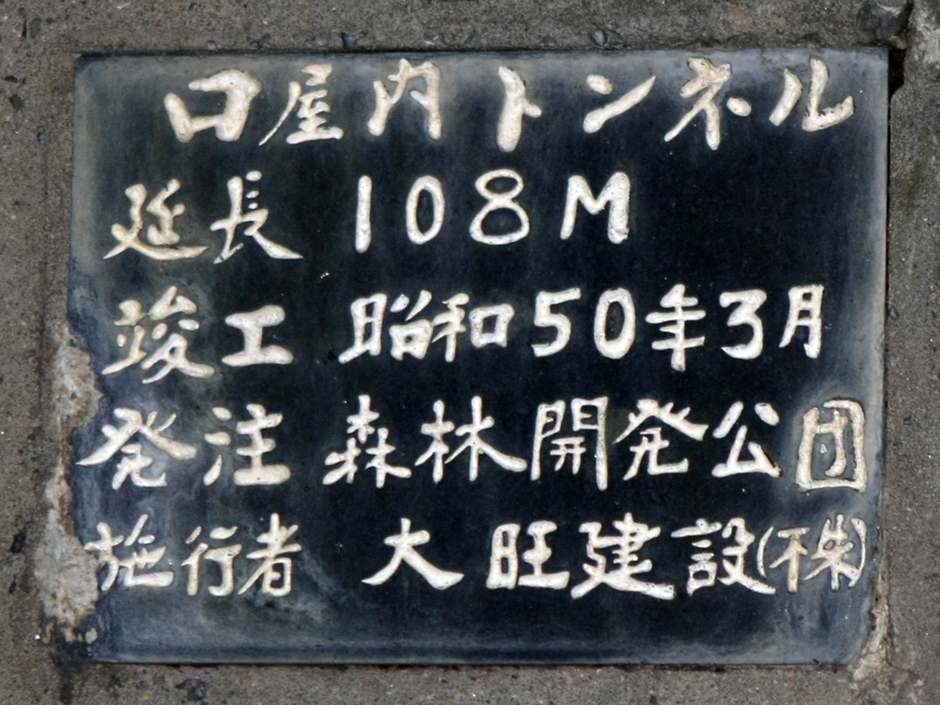 口屋内トンネル
延長 108M
竣工 昭和50年3月
発注 森林開発公団
施行者 大旺建設(株)